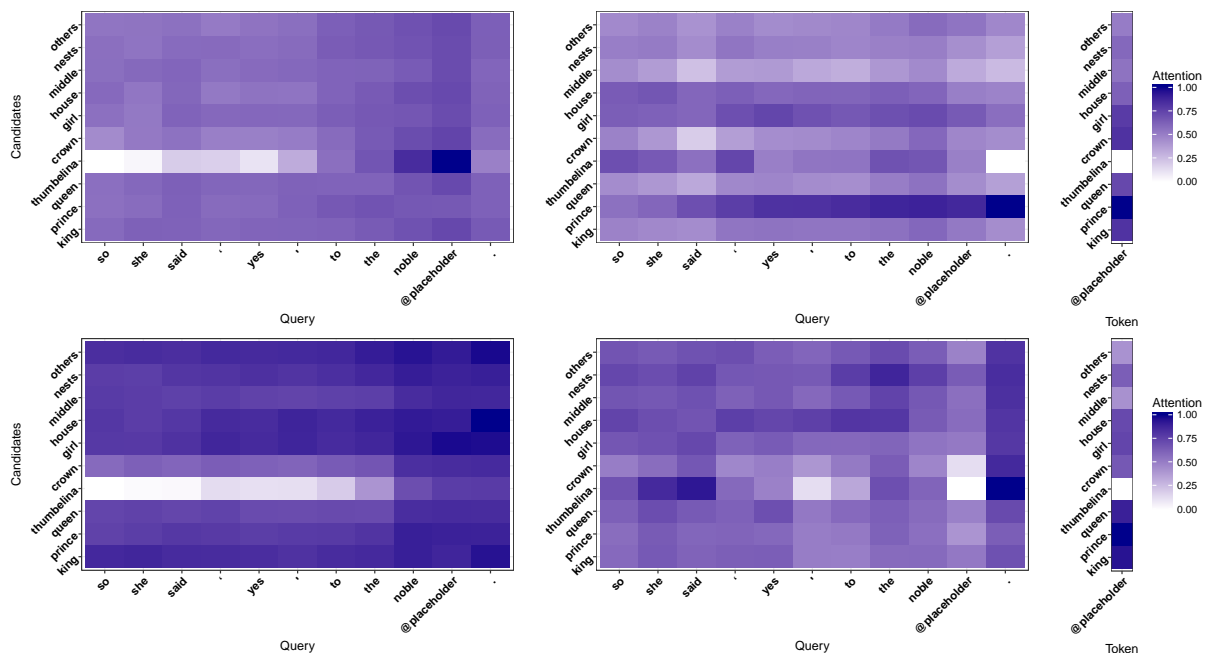 others
nests
middle
house
girl
crown
thumbelina
queen
prince
king
Candidates
so
she
said
‘
yes
’
to
the
noble
@placeholder
.
Query
others
nests
middle
house
girl
crown
thumbelina
queen
prince
king
so
she
said
‘
yes
’
to
the
noble
@placeholder
.
Query
others
nests
middle
house
girl
crown
thumbelina
queen
prince
king
@placeholder
Token
Attention
1.00
0.75
0.50
0.25
0.00
others
nests
middle
house
girl
crown
thumbelina
queen
prince
king
Candidates
so
she
said
‘
yes
’
to
the
noble
@placeholder
.
Query
others
nests
middle
house
girl
crown
thumbelina
queen
prince
king
so
she
said
‘
yes
’
to
the
noble
@placeholder
.
Query
others
nests
middle
house
girl
crown
thumbelina
queen
prince
king
@placeholder
Token
Attention
1.00
0.75
0.50
0.25
0.00